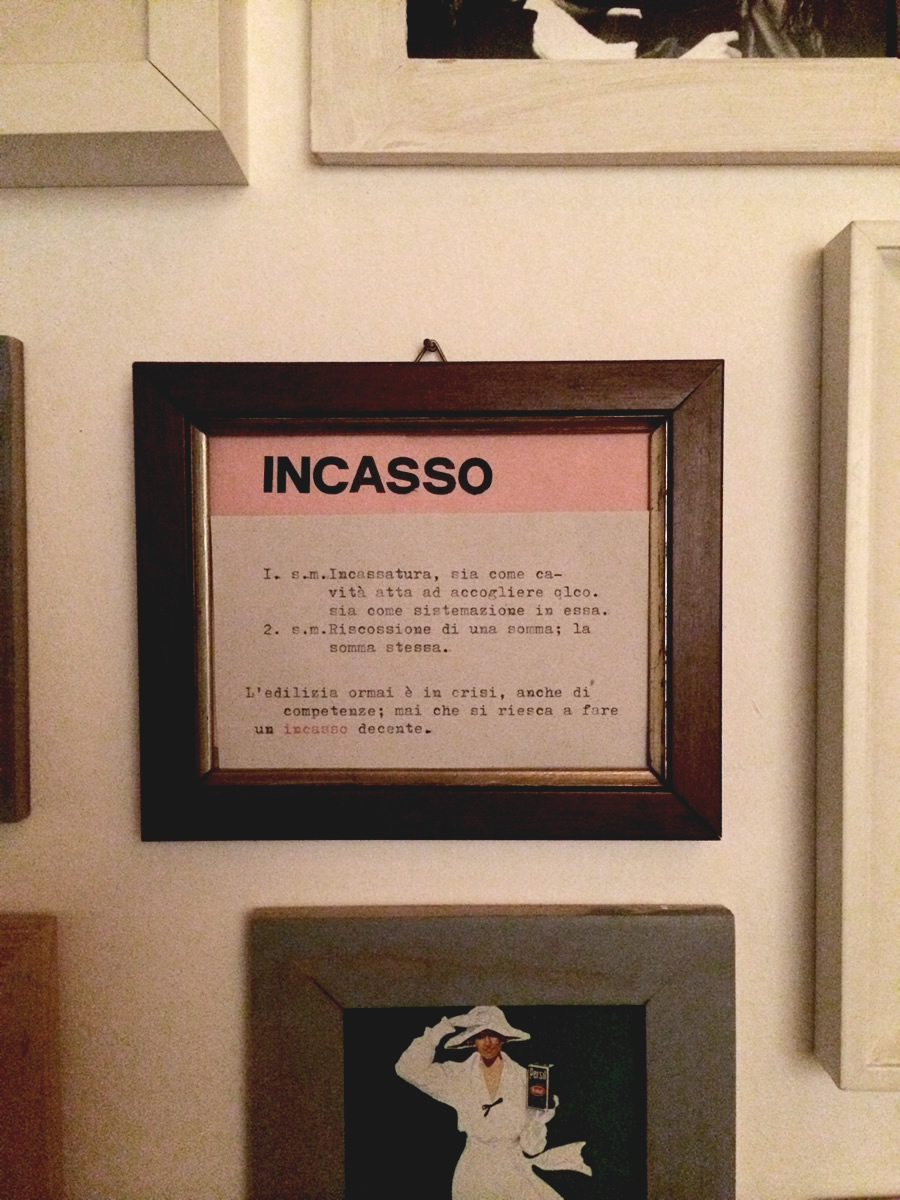 INCASSO
I. s.m.Incassatura, sia come ca-
vità atta ad accogliere qlco.
sia come sistemazione in essa.
2. s.m.Riscossione di una somma; la
somma stessa.
L'edilizia ormai è in crisi, anche di
competenze; mai che si riesca a fare
un incasso decente.
Persil